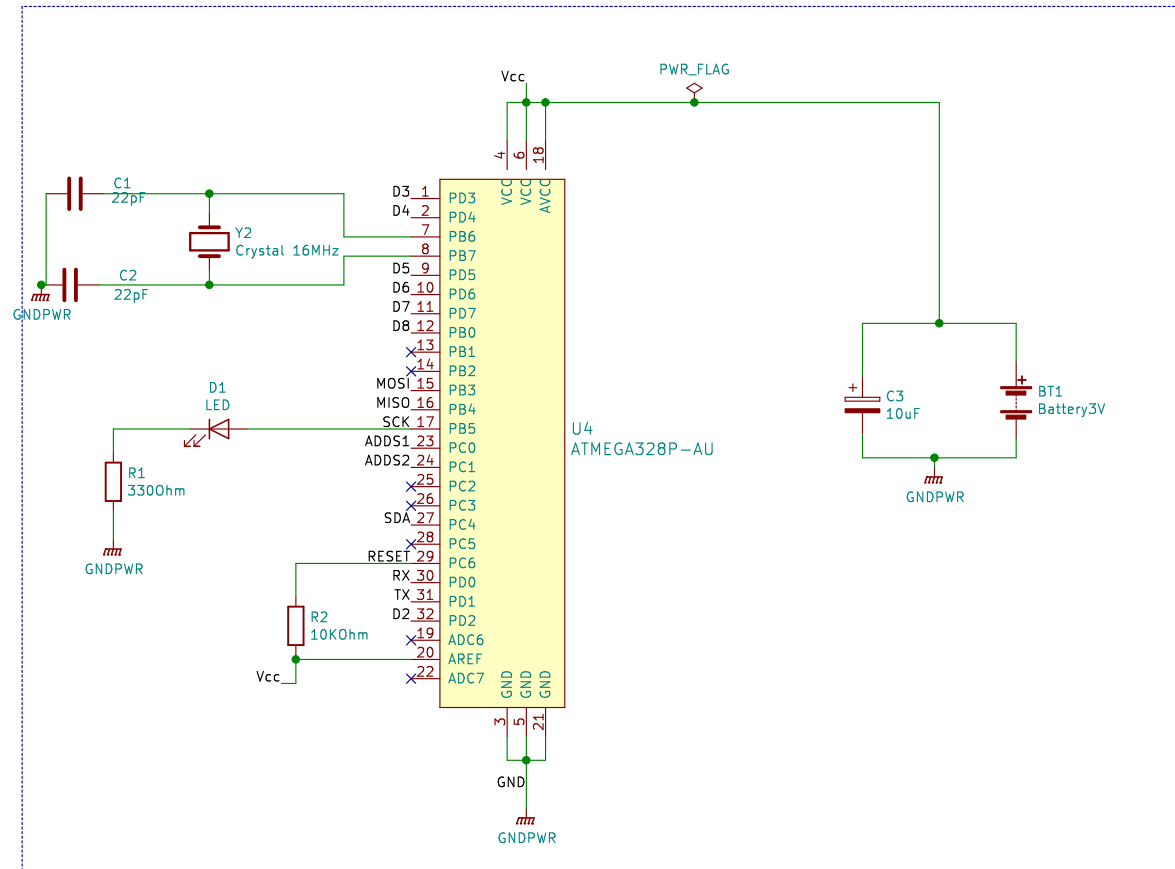 PWR_FLAG
Vcc
4
6
18
VCC
VCC
AVCC
C1
22pF
Y2
Crystal 16MHz
C2
22pF
GNDPWR
D3 1 PD3
D4 2 PD4
7 PB6
8 PB7
D5 9 PD5
D6 10 PD6
D7 11 PD7
D8 12 PB0
13 PB1
14 PB2
MOSI 15 PB3
MISO 16 PB4
SCK 17 PB5
ADDS1 23 PC0
ADDS2 24 PC1
25 PC2
26 PC3
SDA 27 PC4
28 PC5
RESET 29 PC6
RX 30 PD0
TX 31 PD1
D2 32 PD2
19 ADC6
20 AREF
22 ADC7
D1
LED
R1
330Ohm
GNDPWR
R2
10KOhm
Vcc
U4
ATMEGA328P-AU
C3
10uF
BT1
Battery3V
GNDPWR
GND
GND
GND
3
5
21
GND
GNDPWR